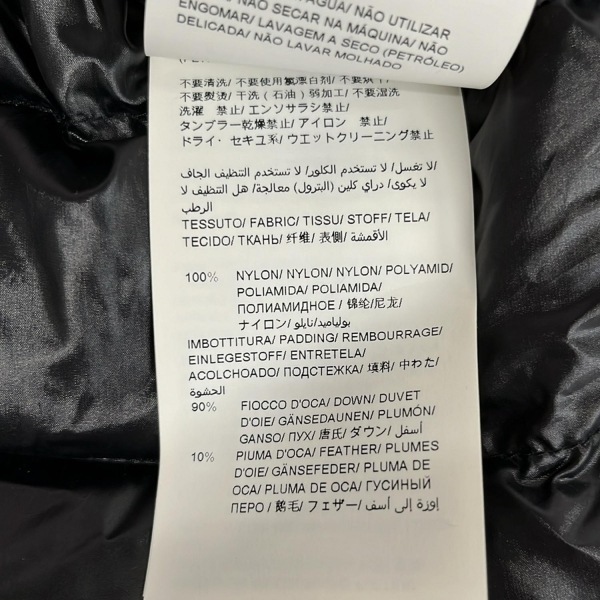 ÁGUA/ NÃO UTILIZAR
ENGOMAR/ LAVAGEM A SECO (PETRÓLEO)
DELICADA/ NÃO LAVAR MOLHADO
不要清洗/ 不要使用氯漂白剂/ 不要烘干/
不要熨烫/ 干洗 (石油) 弱加工/ 不要湿洗
洗濯 禁止/ エンソサラシ禁止/
タンブラー乾燥禁止/ アイロン 禁止/
ドライ・セキユ系/ ウエットクリーニング禁止
لا تغسل/ لا تستخدم الكلور/ لا تستخدم التنظيف الجاف/
لا يكوى/ دراي كلين (البترول) معالجة/ هل التنظيف لا
الرطب
TESSUTO/ FABRIC/ TISSU/ STOFF/ TELA/
TECIDO/ ТКАНЬ/ 纤维/ 表側/ الأقمشة
100% NYLON/ NYLON/ NYLON/ POLYAMID/
POLIAMIDA/ POLIAMIDA/
ПОЛИАМИДНОЕ / 锦纶/尼龙/
ナイロン/ بولياميد/نايلو
IMBOTTITURA/ PADDING/ REMBOURRAGE/
EINLEGESTOFF/ ENTRETELA/
ACOLCHOADO/ ПОДСТЕЖКА/ 填料/ 中わた/
الحشوة
90% FIOCCO D'OCA/ DOWN/ DUVET
D'OIE/ GÄNSEDAUNEN/ PLUMÓN/
GANSO/ ПУХ/ 唐氏/ ダウン/ أسفل
10% PIUMA D'OCA/ FEATHER/ PLUMES
D'OIE/ GÄNSEFEDER/ PLUMA DE
OCA/ PLUMA DE OCA/ ГУСИНЫЙ
ПЕРО / 鹅毛/ フェザー/ إوزة إلى أسف